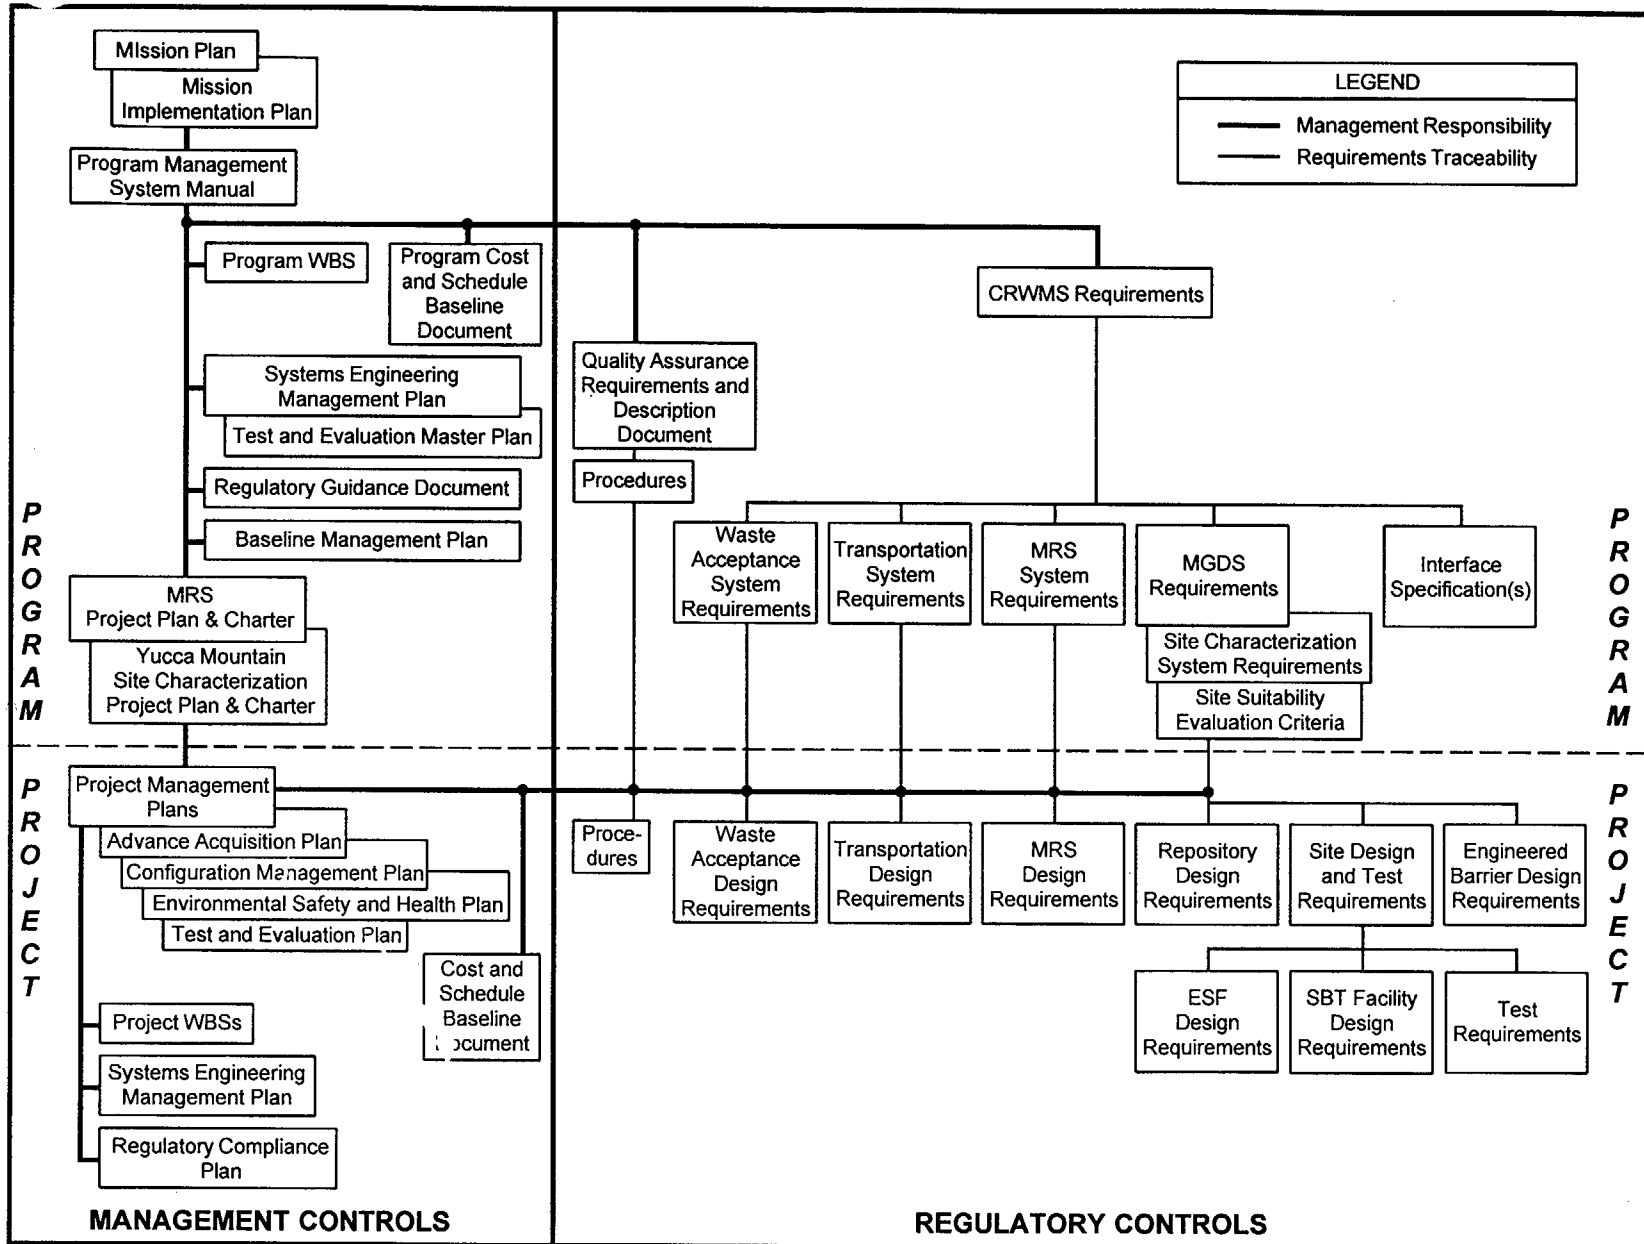 MIssion Plan
Mission
Implementation Plan
Program Management
System Manual
LEGEND
Management Responsibility
Requirements Traceability
Program WBS
Program Cost
and Schedule
Baseline
Document
CRWMS Requirements
Systems Engineering
Management Plan
Test and Evaluation Master Plan
Quality Assurance
Requirements and
Description
Document
Procedures
Regulatory Guidance Document
Baseline Management Plan
Waste
Acceptance
System
Requirements
Transportation
System
Requirements
MRS
System
Requirements
MGDS
Requirements
Interface
Specification(s)
Site Characterization
System Requirements
Site Suitability
Evaluation Criteria
MRS
Project Plan & Charter
Yucca Mountain
Site Characterization
Project Plan & Charter
PROGRAM
PROGRAM
PROJECT
PROJECT
Project Management
Plans
Advance Acquisition Plan
Configuration Management Plan
Environmental Safety and Health Plan
Test and Evaluation Plan
Cost and
Schedule
Baseline
Project WBSs
Systems Engineering
Management Plan
Regulatory Compliance
Plan
Proce-
dures
Waste
Acceptance
Design
Requirements
Transportation
Design
Requirements
MRS
Design
Requirements
Repository
Design
Requirements
Site Design
and Test
Requirements
Engineered
Barrier Design
Requirements
ESF
Design
Requirements
SBT Facility
Design
Requirements
Test
Requirements
MANAGEMENT CONTROLS
REGULATORY CONTROLS